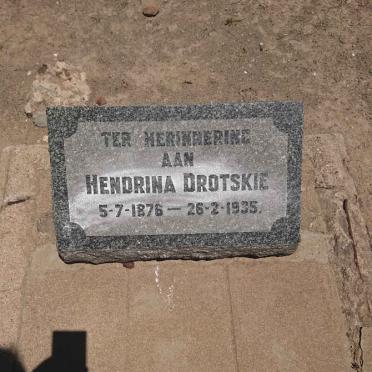 TER HERINNERING
AAN
HENDRINA DROTSKIE
5-7-1876 — 26-2-1935.